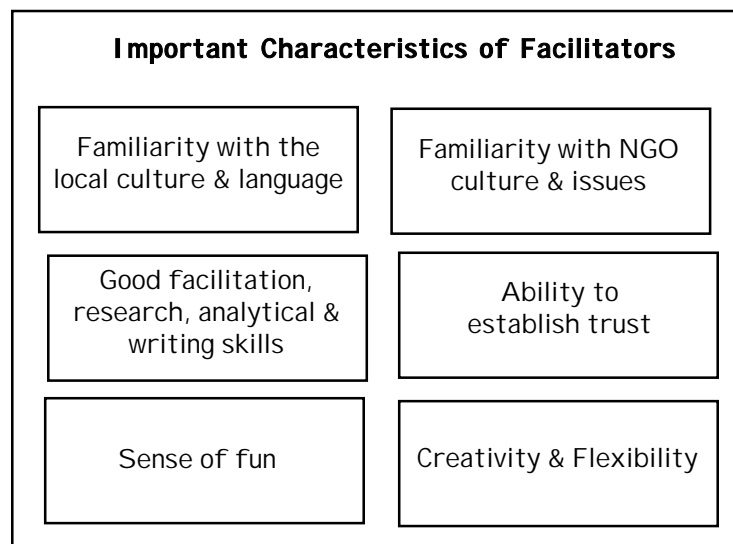 Important Characteristics of Facilitators
Familiarity with the
local culture & language
Familiarity with NGO
culture & issues
Good facilitation,
research, analytical &
writing skills
Ability to
establish trust
Sense of fun
Creativity & Flexibility